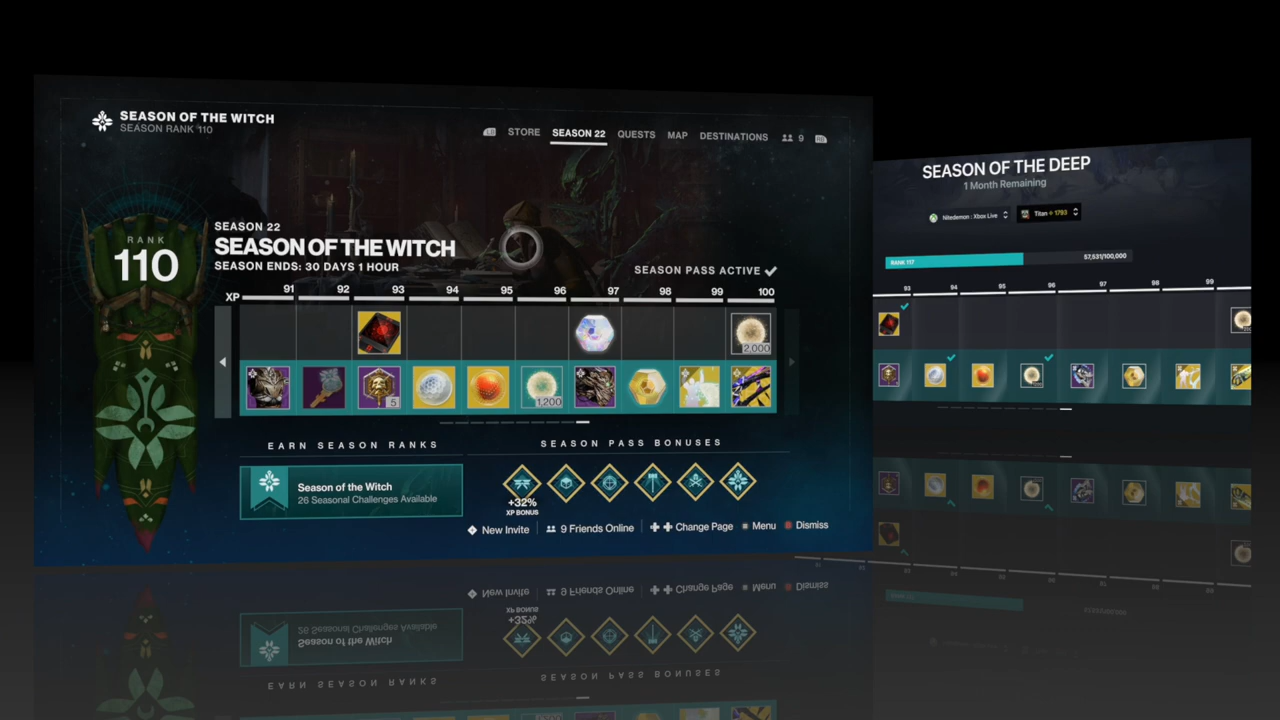 SEASON OF THE WITCH
SEASON RANK 110
LB STORE SEASON 22 QUESTS MAP DESTINATIONS 9 RB
RANK
110
SEASON 22
SEASON OF THE WITCH
SEASON ENDS: 30 DAYS 1 HOUR
SEASON PASS ACTIVE
XP 91 92 93 94 95 96 97 98 99 100
2,000
5
1,200
EARN SEASON RANKS
SEASON PASS BONUSES
Season of the Witch
26 Seasonal Challenges Available
+32%
XP BONUS
New Invite
9 Friends Online
Change Page
Menu
Dismiss
SEASON OF THE DEEP
1 Month Remaining
Nitedemon : Xbox Live
Titan 1793
RANK 117
57,531/100,000
93 94 95 96 97 98 99